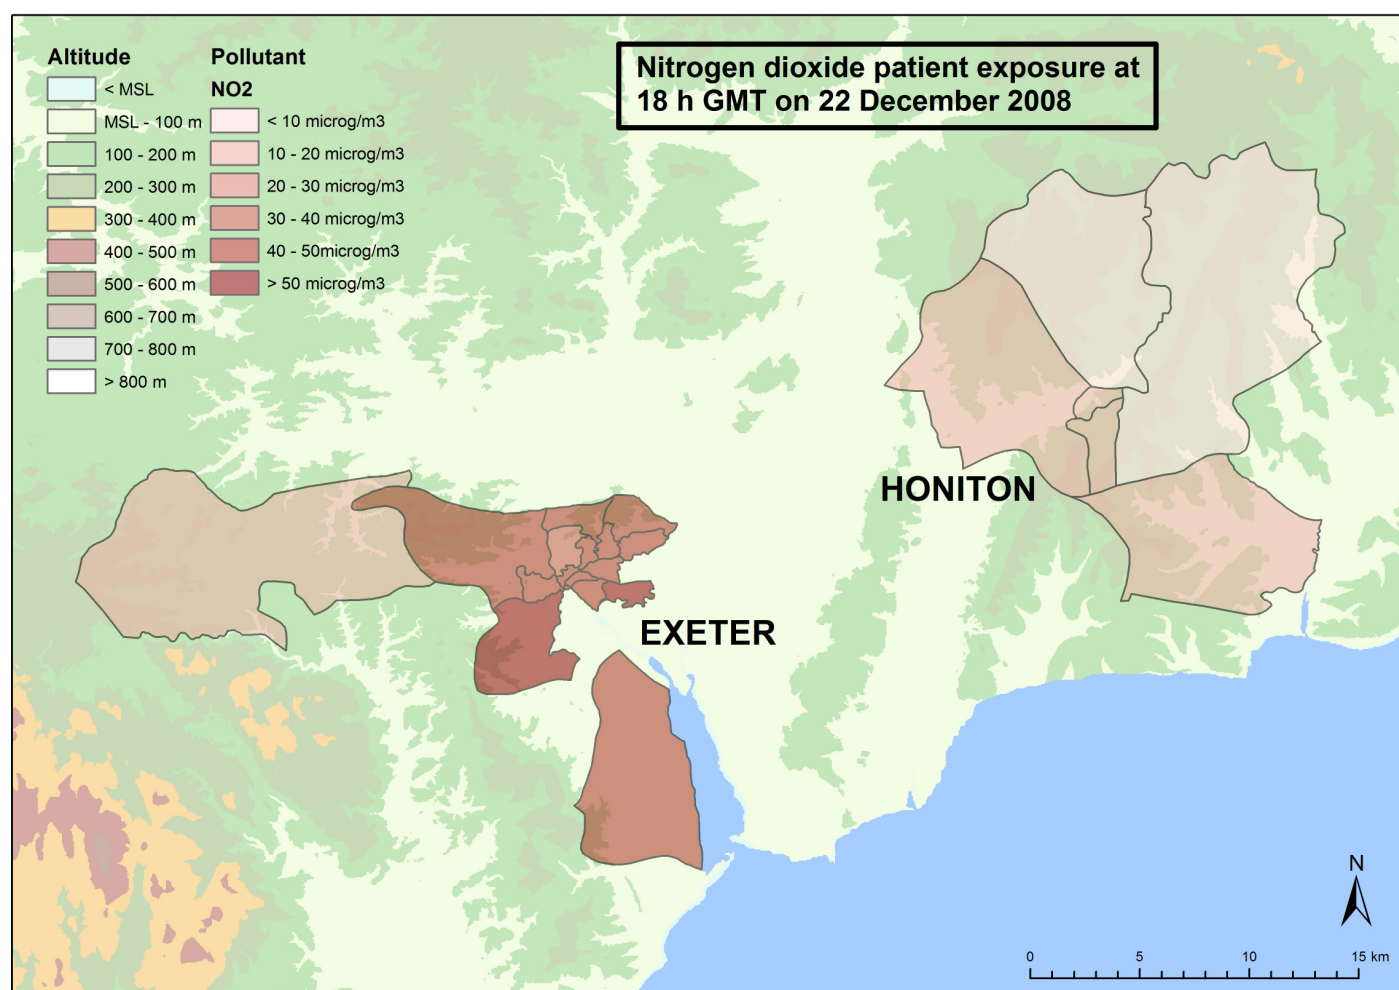 Nitrogen dioxide patient exposure at
18 h GMT on 22 December 2008
Altitude
< MSL
MSL - 100 m
100 - 200 m
200 - 300 m
300 - 400 m
400 - 500 m
500 - 600 m
600 - 700 m
700 - 800 m
> 800 m
Pollutant
NO2
< 10 microg/m3
10 - 20 microg/m3
20 - 30 microg/m3
30 - 40 microg/m3
40 - 50microg/m3
> 50 microg/m3
HONITON
EXETER
N
0 5 10 15 km